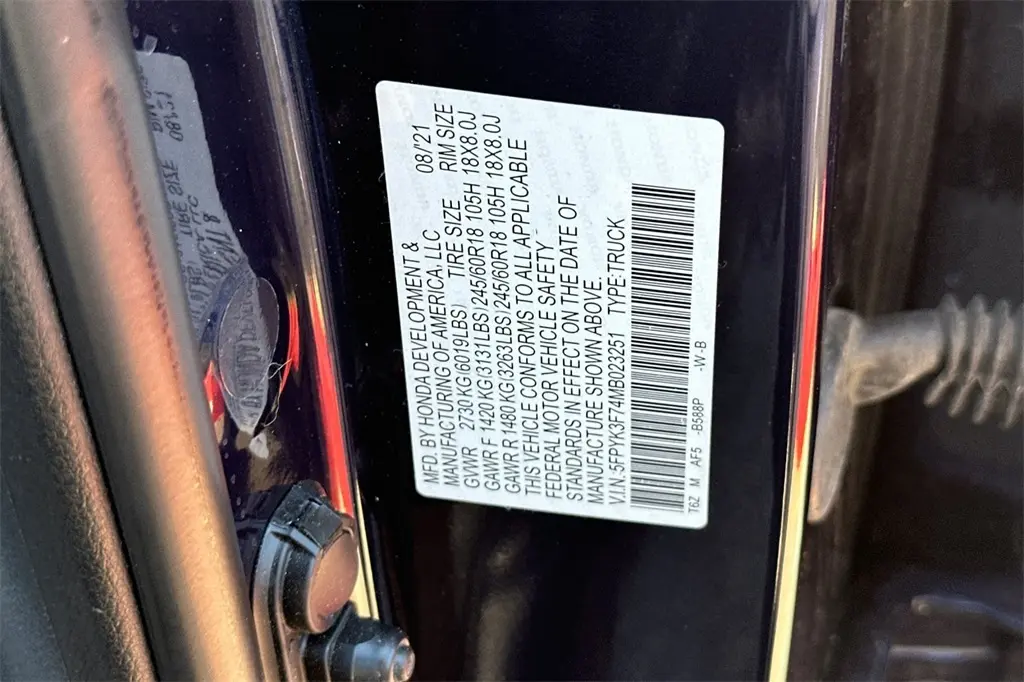 MFD. BY HONDA DEVELOPMENT &
MANUFACTURING OF AMERICA, LLC 08/'21
GVWR 2730 KG(6019LBS) TIRE SIZE RIM SIZE
GAWR F 1420 KG(3131LBS)245/60R18 105H 18X8.0J
GAWR R 1480 KG(3263LBS)245/60R18 105H 18X8.0J
THIS VEHICLE CONFORMS TO ALL APPLICABLE
FEDERAL MOTOR VEHICLE SAFETY
STANDARDS IN EFFECT ON THE DATE OF
MANUFACTURE SHOWN ABOVE.
V.I.N.:5FPYK3F74MB023251 TYPE:TRUCK
T6Z M AF5 -B588P -W-B